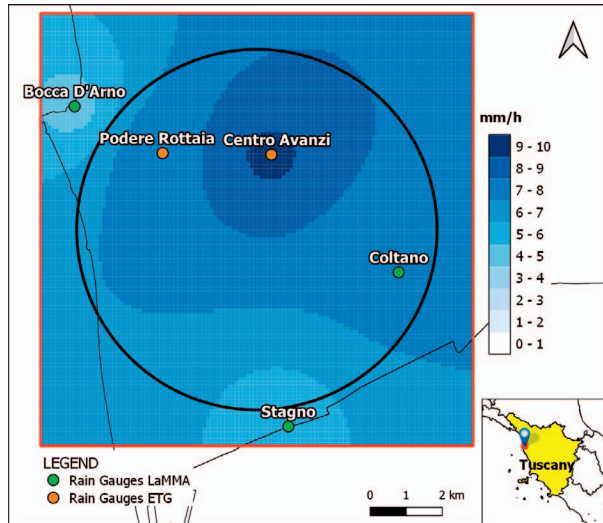 Bocca D'Arno
Podere Rottaia
Centro Avanzi
Coltano
Stagno
mm/h
9 - 10
8 - 9
7 - 8
6 - 7
5 - 6
4 - 5
3 - 4
2 - 3
1 - 2
0 - 1
LEGEND
Rain Gauges LaMMA
Rain Gauges ETG
0 1 2 km
Tuscany